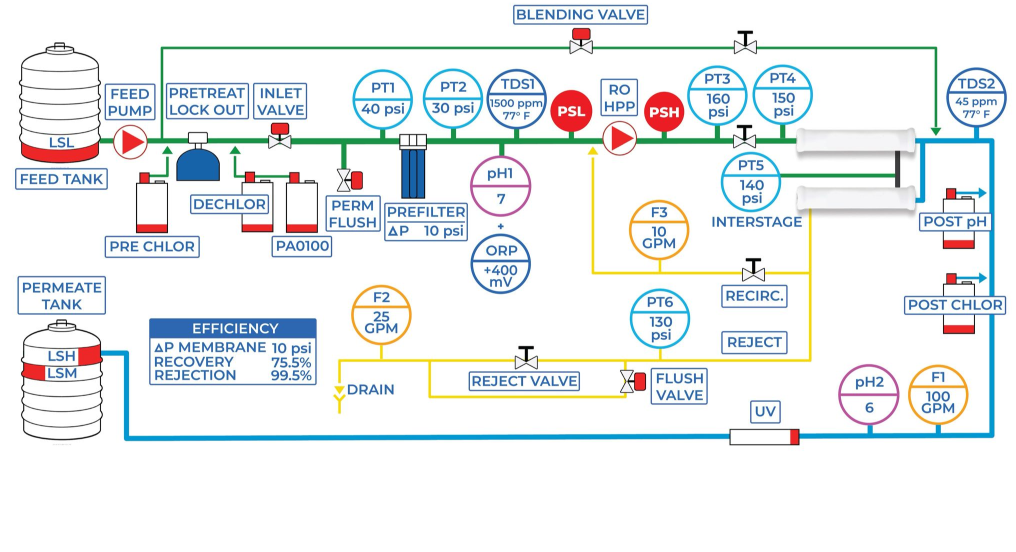 BLENDING VALVE
FEED
PUMP
PRETREAT
LOCK OUT
INLET
VALVE
PT1
40 psi
PT2
30 psi
TDS1
1500 ppm
77° F
PSL
RO
HPP
PSH
PT3
160
psi
PT4
150
psi
TDS2
45 ppm
77° F
LSL
FEED TANK
PRE CHLOR
DECHLOR
PA0100
PERM
FLUSH
PREFILTER
ΔP 10 psi
pH1
7
+
ORP
+400
mV
PT5
140
psi
INTERSTAGE
F3
10
GPM
RECIRC.
POST pH
POST CHLOR
PERMEATE
TANK
LSH
LSM
EFFICIENCY
ΔP MEMBRANE 10 psi
RECOVERY 75.5%
REJECTION 99.5%
F2
25
GPM
PT6
130
psi
REJECT
DRAIN
REJECT VALVE
FLUSH
VALVE
UV
pH2
6
F1
100
GPM